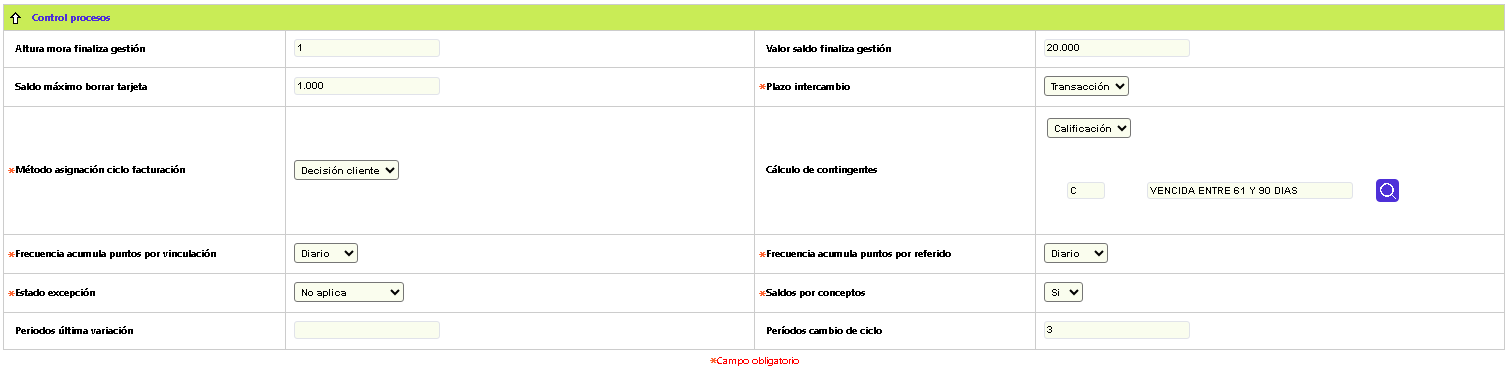 Control procesos
Altura mora finaliza gestión 1 Valor saldo finaliza gestión 20.000
Saldo máximo borrar tarjeta 1.000 *Plazo intercambio Transacción
Calificación
*Método asignación ciclo facturación Decisión cliente Cálculo de contingentes
C VENCIDA ENTRE 61 Y 90 DIAS
*Frecuencia acumula puntos por vinculación Diario *Frecuencia acumula puntos por referido Diario
*Estado excepción No aplica *Saldos por conceptos Si
Periodos última variación Períodos cambio de ciclo 3
*Campo obligatorio